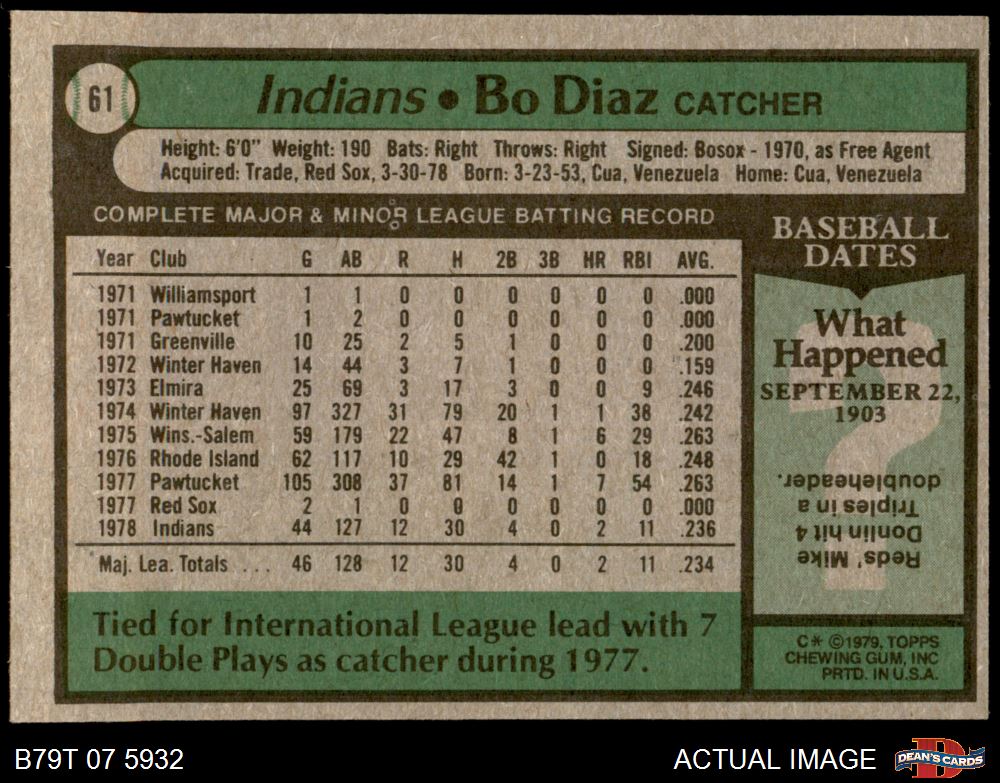 61
Indians • Bo Diaz CATCHER
Height: 6'0" Weight: 190 Bats: Right Throws: Right Signed: Bosox - 1970, as Free Agent
Acquired: Trade, Red Sox, 3-30-78 Born: 3-23-53, Cua, Venezuela Home: Cua, Venezuela
COMPLETE MAJOR & MINOR LEAGUE BATTING RECORD
Year Club G AB R H 2B 3B HR RBI AVG.
1971 Williamsport 1 1 0 0 0 0 0 0 .000
1971 Pawtucket 1 2 0 0 0 0 0 0 .000
1971 Greenville 10 25 2 5 1 0 0 0 .200
1972 Winter Haven 14 44 3 7 1 0 0 0 .159
1973 Elmira 25 69 3 17 3 0 0 9 .246
1974 Winter Haven 97 327 31 79 20 1 1 38 .242
1975 Wins.-Salem 59 179 22 47 8 1 6 29 .263
1976 Rhode Island 62 117 10 29 42 1 0 18 .248
1977 Pawtucket 105 308 37 81 14 1 7 54 .263
1977 Red Sox 2 1 0 0 0 0 0 0 .000
1978 Indians 44 127 12 30 4 0 2 11 .236
Maj. Lea. Totals ... 46 128 12 30 4 0 2 11 .234
Tied for International League lead with 7
Double Plays as catcher during 1977.
BASEBALL
DATES
What
Happened
SEPTEMBER 22,
1903
?
Reds' Mike
Donlin hit 4
Triples in a
doubleheader.
C* ©1979, TOPPS
CHEWING GUM, INC
PRTD. IN U.S.A.
B79T 07 5932
ACTUAL IMAGE
D
DEAN'S CARDS